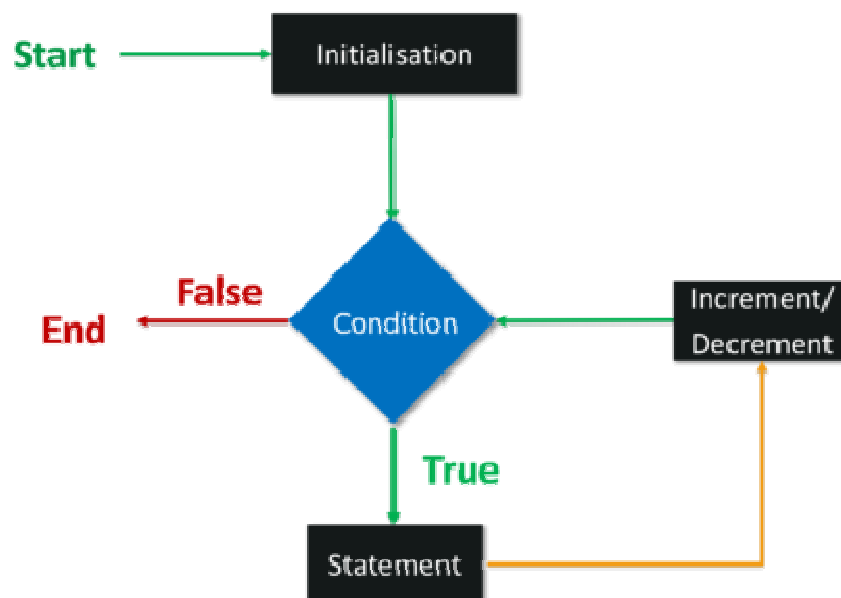 Start
Initialisation
False
End
Condition
Increment/
Decrement
True
Statement